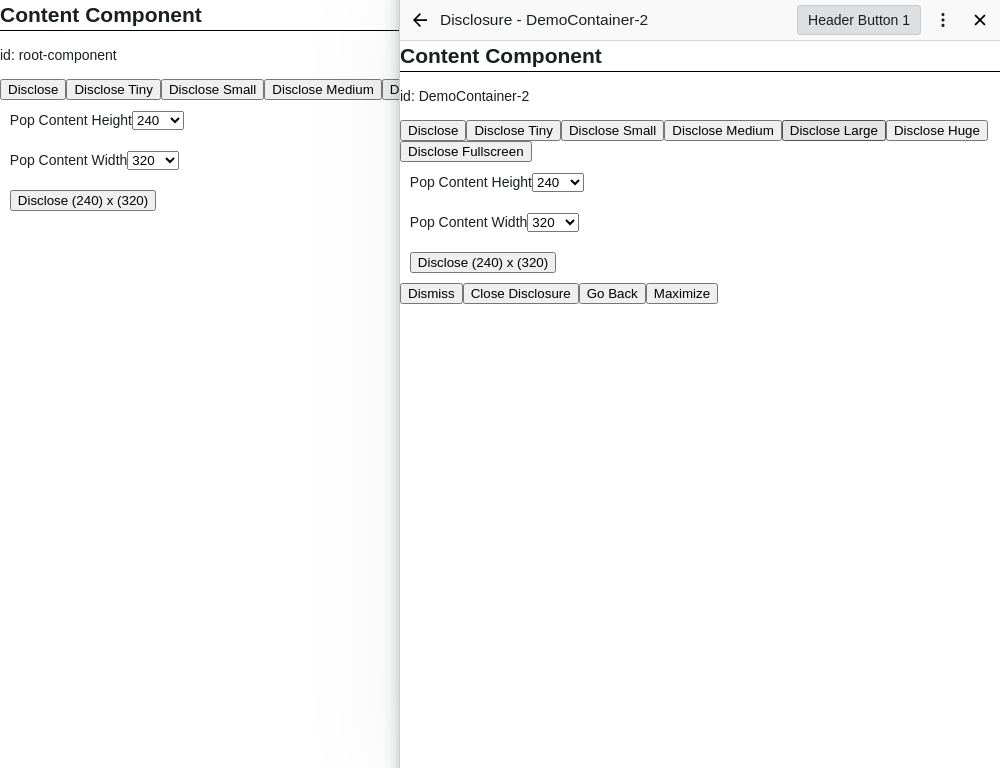 Content Component
id: root-component
Disclose Disclose Tiny Disclose Small Disclose Medium D
Pop Content Height 240
Pop Content Width 320
Disclose (240) x (320)
Disclosure - DemoContainer-2 Header Button 1
Content Component
id: DemoContainer-2
Disclose Disclose Tiny Disclose Small Disclose Medium Disclose Large Disclose Huge
Disclose Fullscreen
Pop Content Height 240
Pop Content Width 320
Disclose (240) x (320)
Dismiss Close Disclosure Go Back Maximize